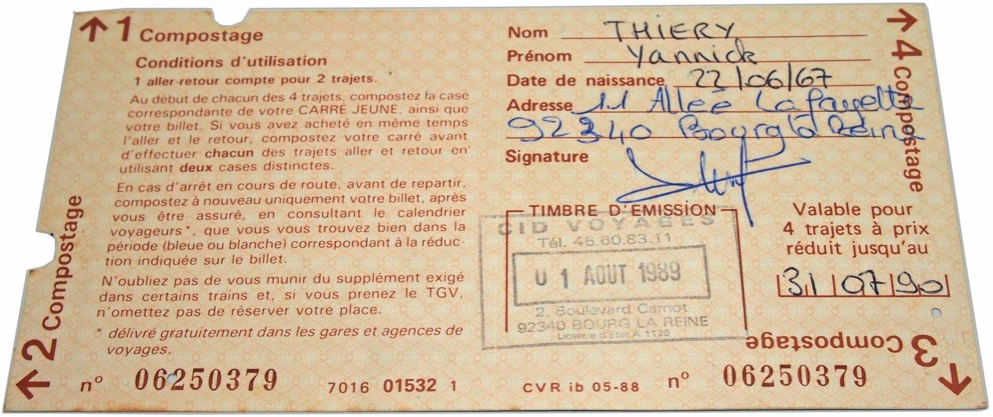 1 Compostage
Conditions d'utilisation
1 aller-retour compte pour 2 trajets.
Au début de chacun des 4 trajets, compostez la case
correspondante de votre CARRÉ JEUNE, ainsi que
votre billet. Si vous avez acheté en même temps
l'aller et le retour, compostez votre carré avant
d'effectuer chacun des trajets aller et retour en
utilisant deux cases distinctes.
En cas d'arrêt en cours de route, avant de repartir,
compostez à nouveau uniquement votre billet, après
vous être assuré, en consultant le calendrier
voyageurs*, que vous vous trouvez bien dans la
période (bleue ou blanche) correspondant à la réduc-
tion indiquée sur le billet.
N'oubliez pas de vous munir du supplément exigé
dans certains trains et, si vous prenez le TGV,
n'omettez pas de réserver votre place.
* délivré gratuitement dans les gares et agences de
voyages.
2 Compostage
Nom THIERY
Prénom Yannick
Date de naissance 22/06/67
Adresse 11 Allée Lafayette
92340 Bourg la Reine
Signature
4 Compostage
TIMBRE D'EMISSION
CID VOYAGES
Tél. 46.60.83.11
01 AOUT 1989
2, Boulevard Carnot
92340 BOURG LA REINE
Licence d'Etat A 1126
Valable pour
4 trajets à prix
réduit jusqu'au
31 07 90
3 Compostage
nº 06250379
7016 01532 1
CVR ib 05-88
nº 06250379